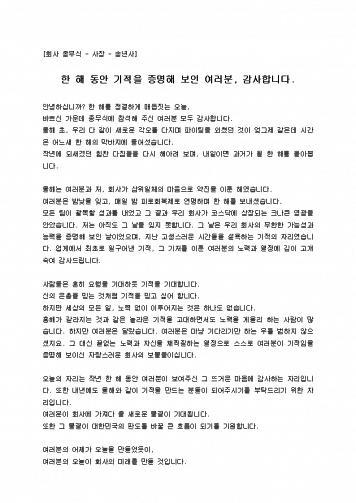 [회사 종무식 - 사장 - 송년사]
한 해 동안 기적을 증명해 보인 여러분, 감사합니다.
안녕하십니까? 한 해를 청결하게 매듭짓는 오늘,
바쁘신 가운데 종무식에 참석해 주신 여러분 모두 감사합니다.
올해 초, 우리 다 같이 새로운 각오를 다지며 파이팅을 외쳤던 것이 엊그제 같은데 시간
은 어느새 한 해의 막바지에 들어섰습니다.
작년에 되새겼던 힘찬 다짐들을 다시 헤아려 보며, 내일이면 과거가 될 한 해를 돌아봅
니다.
올해는 여러분과 저, 회사가 삼위일체의 마음으로 약진을 이룬 해였습니다.
여러분은 밤낮을 잊고, 매일 밤 피로회복제로 연명하며 한 해를 보내셨습니다.
모든 팀이 괄목할 성과를 내었고 그 결과 우리 회사가 코스닥에 상장되는 크나큰 영광을
안았습니다. 저는 아직도 그 날을 잊지 못합니다. 그 날은 우리 회사의 무한한 가능성과
능력을 증명해 보인 날이었으며, 지난 고생스러운 시간들을 설욕하는 기적의 자리였습니
다. 업계에서 최초로 일구어낸 기적, 그 기저를 이룬 여러분의 노력과 열정에 깊이 고개
숙여 감사드립니다.
사람들은 흔히 요행을 기대하듯 기적을 기대합니다.
신의 은총을 믿는 것처럼 기적을 믿고 싶어 합니다.
하지만 세상의 모든 일, 노력 없이 이루어지는 것은 하나도 없습니다.
홍해가 갈라지는 것과 같은 놀라운 기적을 고대하면서도 노력을 게을리 하는 사람이 많
습니다. 하지만 여러분은 달랐습니다. 여러분은 마냥 기다리기만 하는 우를 범하지 않으
셨지요. 그 대신 끝없는 노력과 자신을 채찍질하는 열정으로 스스로 여러분이 기적임을
증명해 보이신 자랑스러운 회사의 보물들이십니다.
오늘의 자리는 작년 한 해 동안 여러분이 보여주신 그 뜨거운 마음에 감사하는 자리입니
다. 또한 내년에도 올해와 같이 기적을 만드는 분들이 되어주시기를 부탁드리기 위한 자
리입니다.
여러분이 회사에 가져다 줄 새로운 물결이 기대됩니다.
또한 그 물결이 대한민국의 판도를 바꿀 큰 흐름이 되기를 기원합니다.
여러분의 어제가 오늘을 만들었듯이,
여러분의 오늘이 회사의 미래를 만들 것입니다.